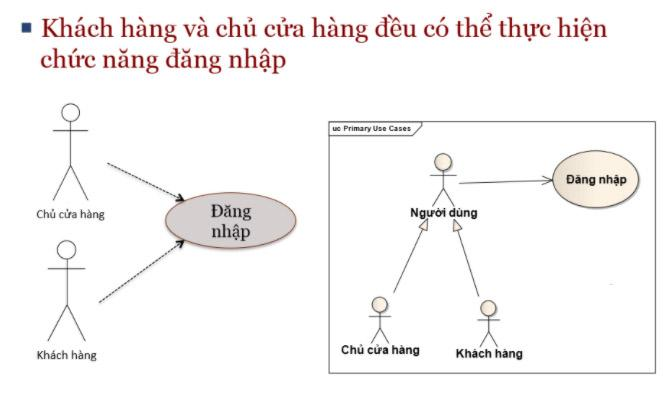 Khách hàng và chủ cửa hàng đều có thể thực hiện
chức năng đăng nhập
Chủ cửa hàng
Đăng
nhập
Khách hàng
uc Primary Use Cases
Người dùng
Đăng nhập
Chủ cửa hàng
Khách hàng